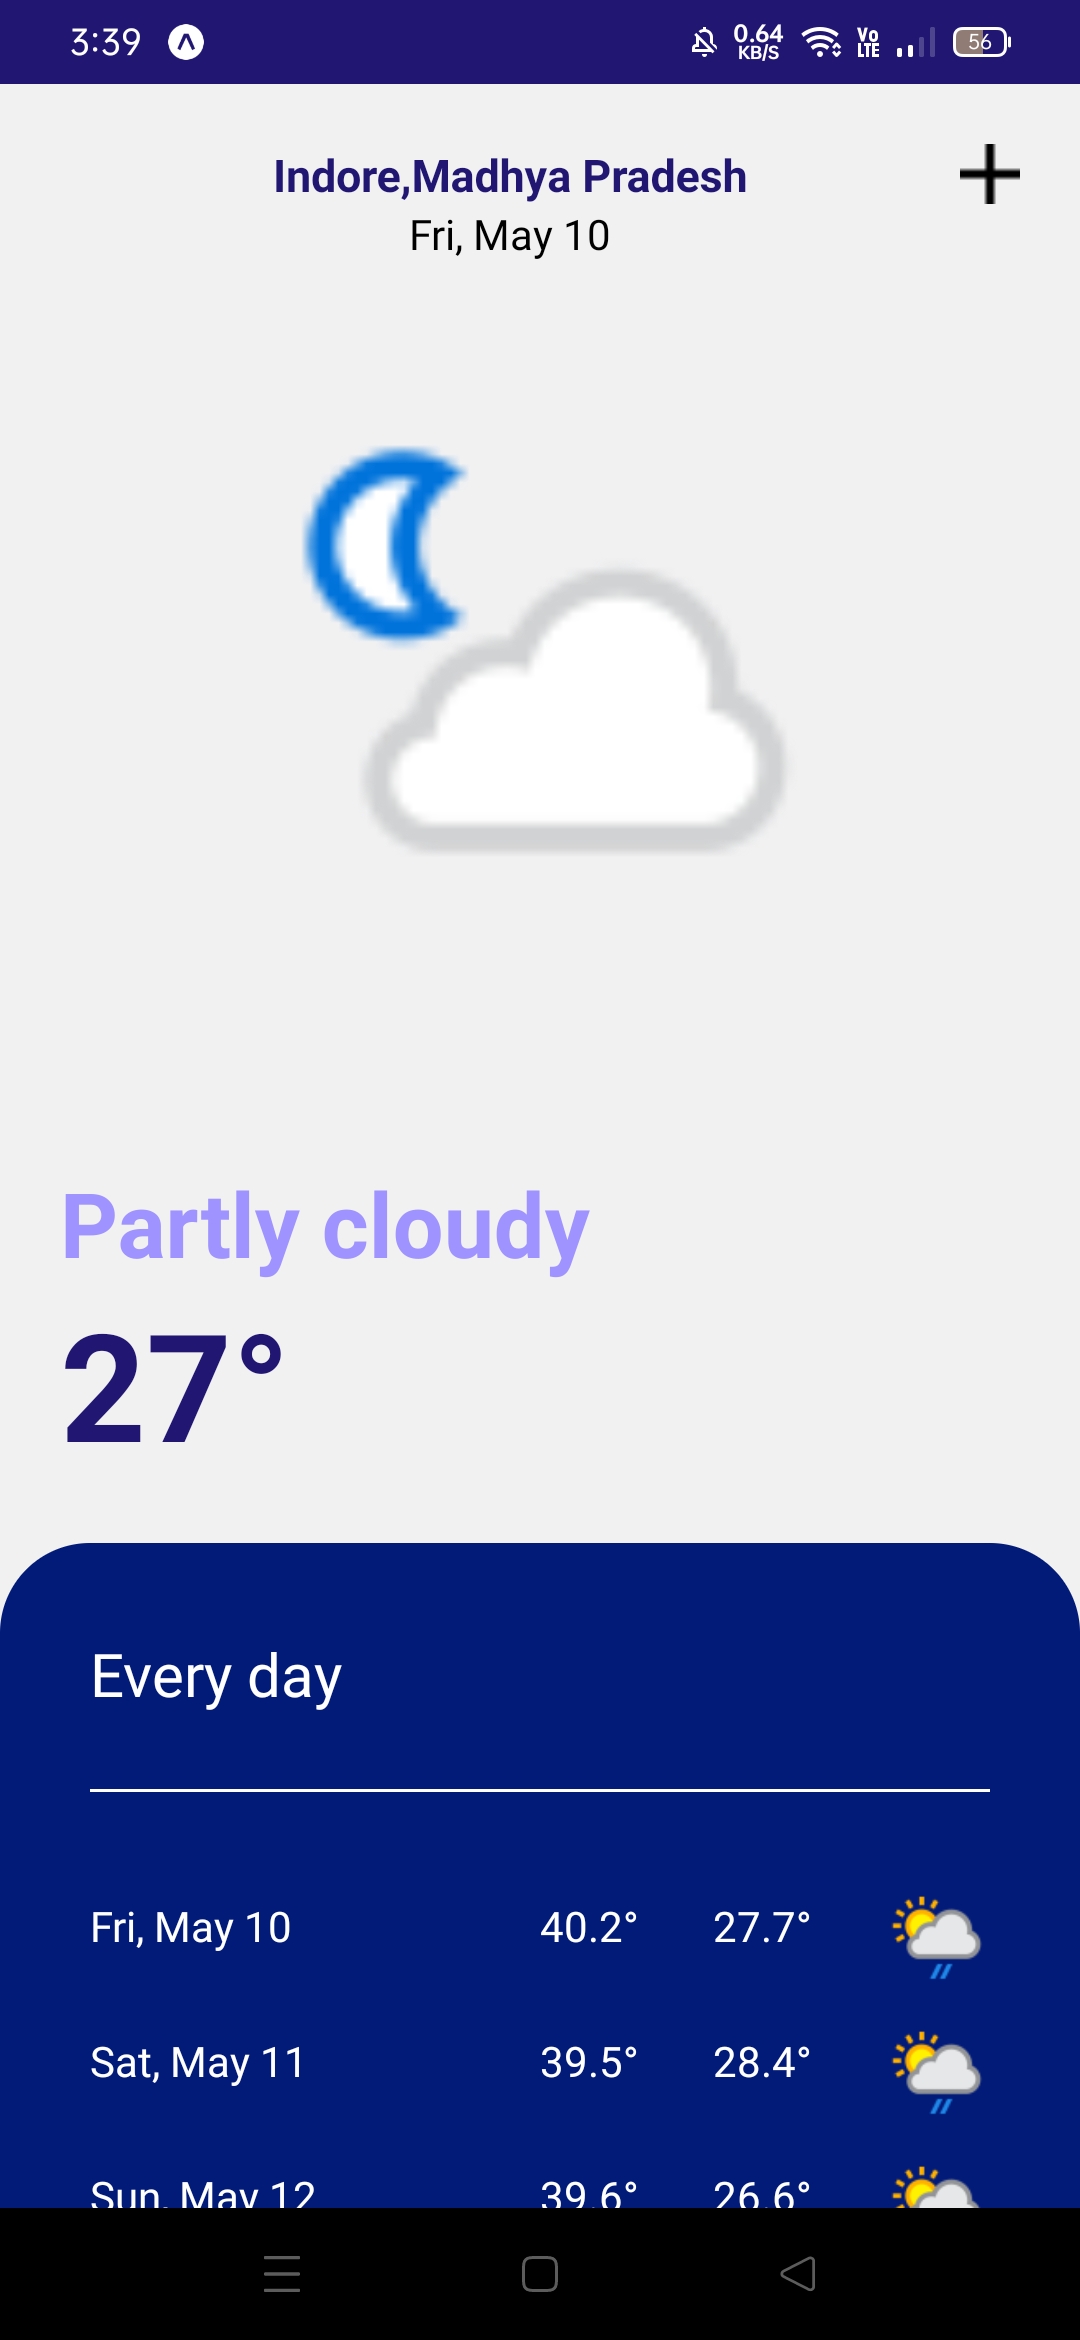 3:39 0.64 KB/S Vo LTE 56
Indore,Madhya Pradesh
Fri, May 10
Partly cloudy
27°
Every day
Fri, May 10 40.2° 27.7°
Sat, May 11 39.5° 28.4°
Sun, May 12 39.6° 26.6°